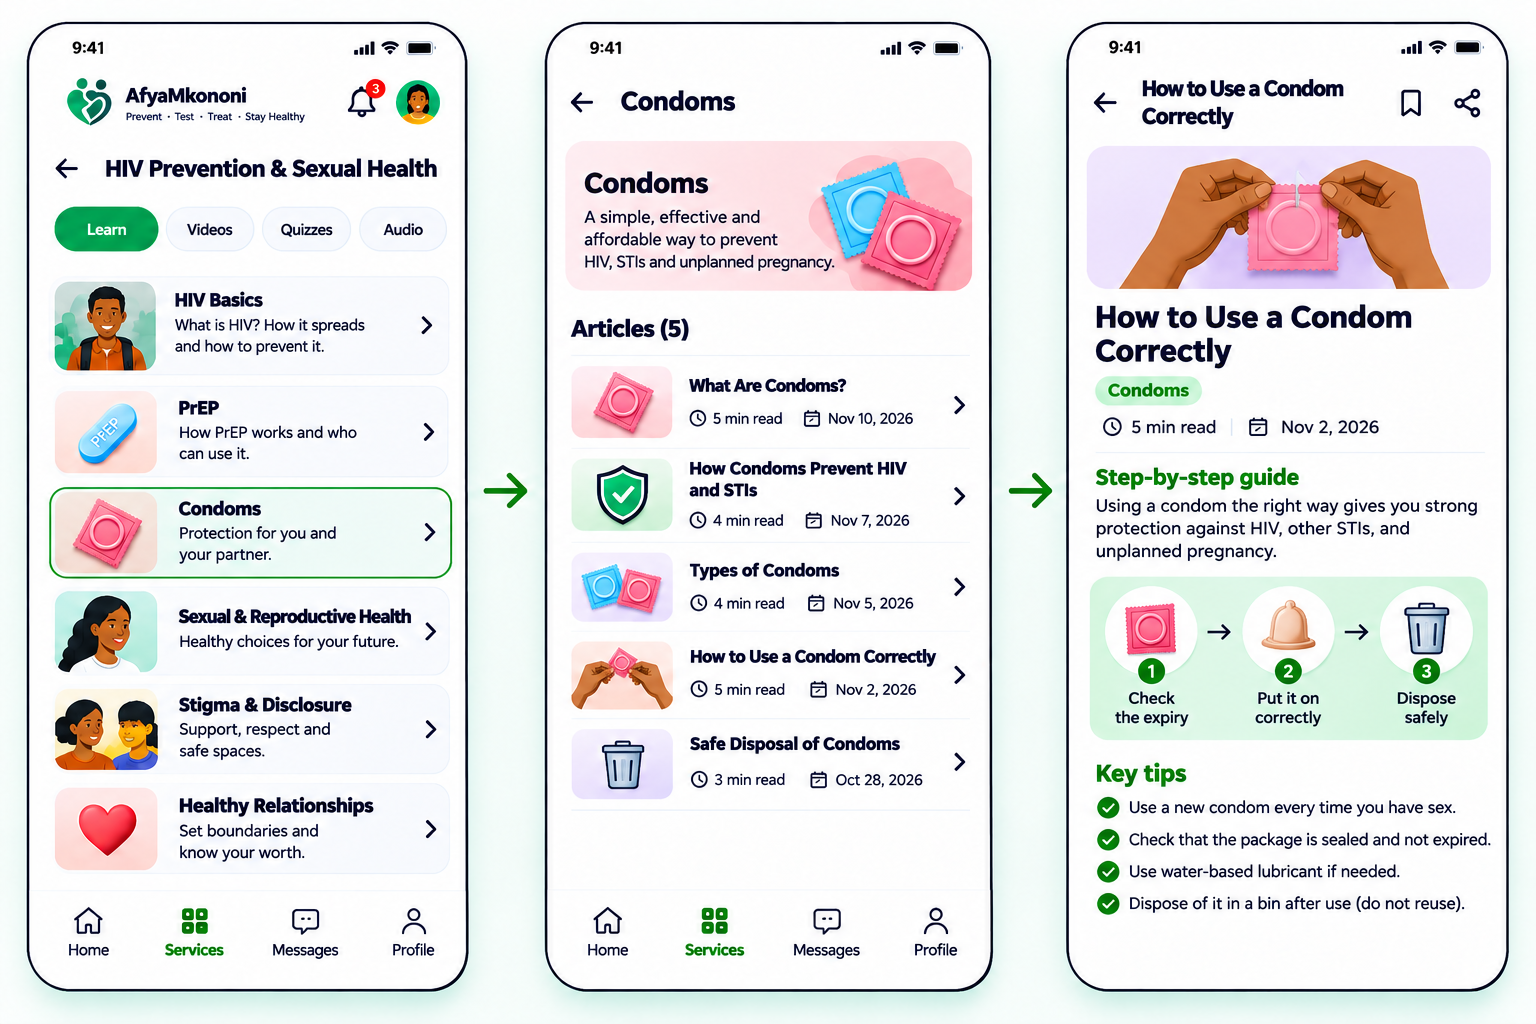 9:41
AfyaMkononi
Prevent · Test · Treat · Stay Healthy
3
HIV Prevention & Sexual Health
Learn
Videos
Quizzes
Audio
HIV Basics
What is HIV? How it spreads
and how to prevent it.
PrEP
PrEP
How PrEP works and who
can use it.
Condoms
Protection for you and
your partner.
Sexual & Reproductive Health
Healthy choices for your future.
Stigma & Disclosure
Support, respect and
safe spaces.
Healthy Relationships
Set boundaries and
know your worth.
Home
Services
Messages
Profile
9:41
Condoms
Condoms
A simple, effective and
affordable way to prevent
HIV, STIs and unplanned pregnancy.
Articles (5)
What Are Condoms?
5 min read
Nov 10, 2026
How Condoms Prevent HIV
and STIs
4 min read
Nov 7, 2026
Types of Condoms
4 min read
Nov 5, 2026
How to Use a Condom Correctly
5 min read
Nov 2, 2026
Safe Disposal of Condoms
3 min read
Oct 28, 2026
Home
Services
Messages
Profile
9:41
How to Use a Condom
Correctly
How to Use a Condom
Correctly
Condoms
5 min read
Nov 2, 2026
Step-by-step guide
Using a condom the right way gives you strong
protection against HIV, other STIs, and
unplanned pregnancy.
1
Check
the expiry
2
Put it on
correctly
3
Dispose
safely
Key tips
Use a new condom every time you have sex.
Check that the package is sealed and not expired.
Use water-based lubricant if needed.
Dispose of it in a bin after use (do not reuse).